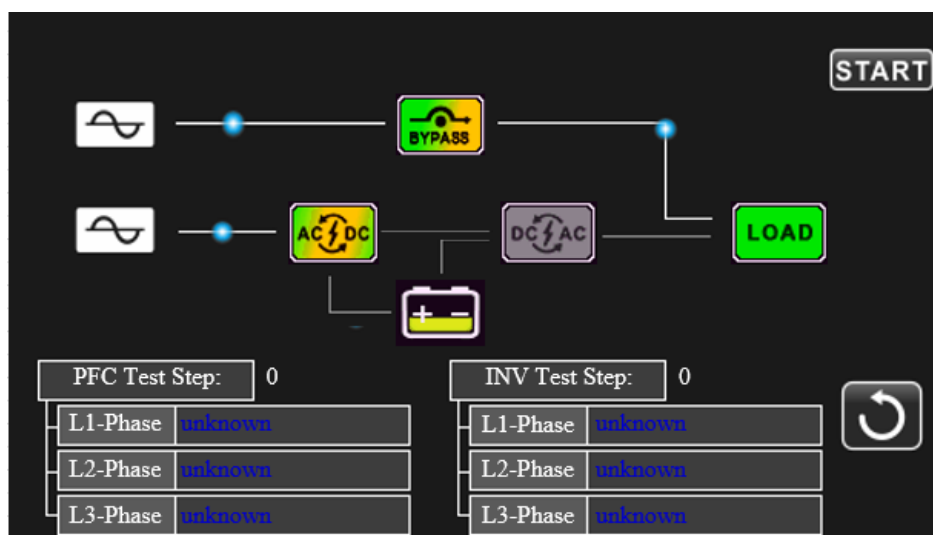 START
BYPASS
AC DC
DC AC
LOAD
+ -
PFC Test Step: 0
INV Test Step: 0
L1-Phase unknown
L1-Phase unknown
L2-Phase unknown
L2-Phase unknown
L3-Phase unknown
L3-Phase unknown